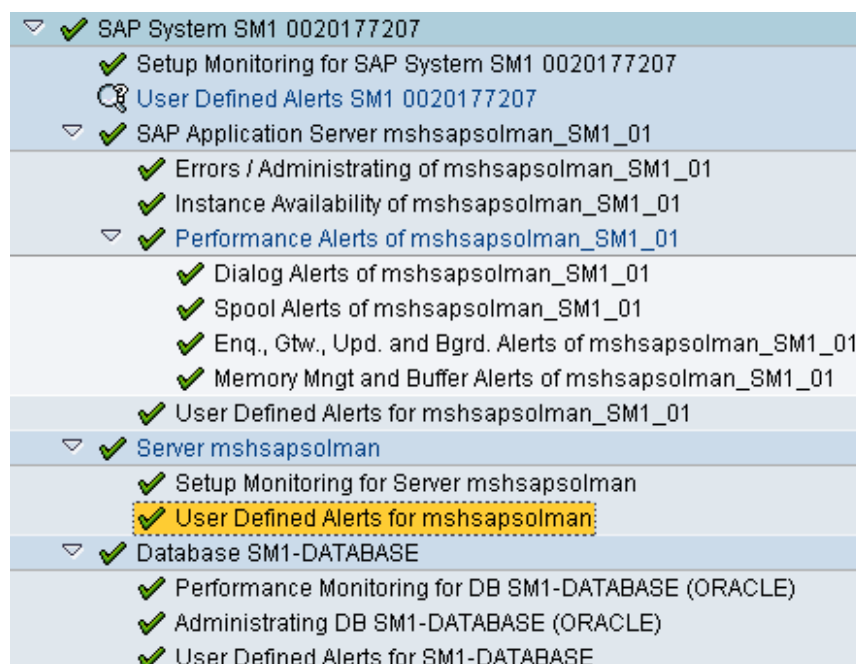 SAP System SM1 0020177207
Setup Monitoring for SAP System SM1 0020177207
User Defined Alerts SM1 0020177207
SAP Application Server mshsapsolman_SM1_01
Errors / Administrating of mshsapsolman_SM1_01
Instance Availability of mshsapsolman_SM1_01
Performance Alerts of mshsapsolman_SM1_01
Dialog Alerts of mshsapsolman_SM1_01
Spool Alerts of mshsapsolman_SM1_01
Enq., Gtw., Upd. and Bgrd. Alerts of mshsapsolman_SM1_01
Memory Mngt and Buffer Alerts of mshsapsolman_SM1_01
User Defined Alerts for mshsapsolman_SM1_01
Server mshsapsolman
Setup Monitoring for Server mshsapsolman
User Defined Alerts for mshsapsolman
Database SM1-DATABASE
Performance Monitoring for DB SM1-DATABASE (ORACLE)
Administrating DB SM1-DATABASE (ORACLE)
User Defined Alerts for SM1-DATABASE